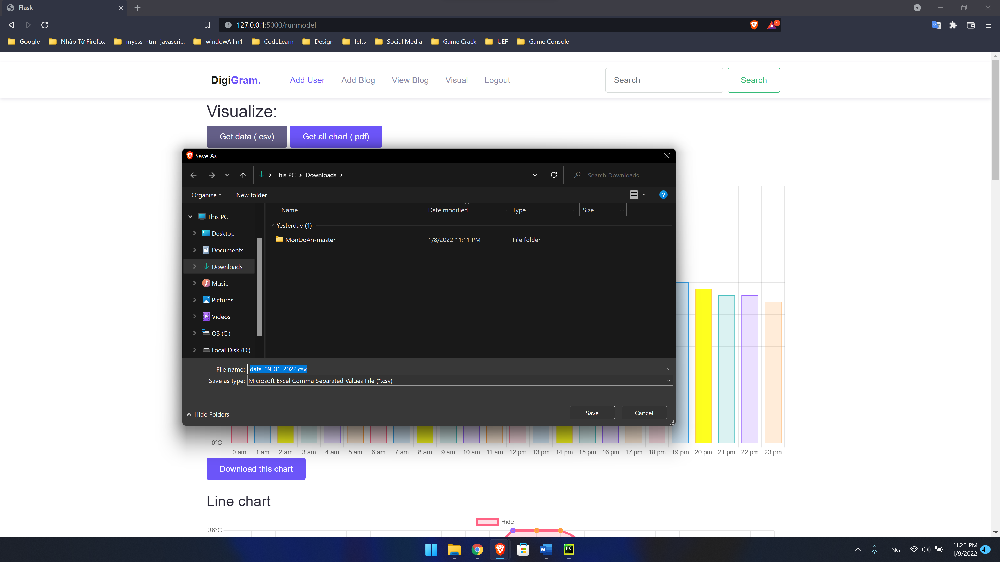 Flask
127.0.0.1:5000/runmodel
1
Google Nhập Từ Firefox mycss-html-javascri... windowAllIn1 CodeLearn Design Ielts Social Media Game Crack UEF Game Console
DigiGram. Add User Add Blog View Blog Visual Logout Search Search
Visualize:
Get data (.csv) Get all chart (.pdf)
Save As
This PC Downloads
Search Downloads
Organize New folder
?
Name Date modified Type Size
This PC
Yesterday (1)
Desktop
MonDoAn-master 1/8/2022 11:11 PM File folder
Documents
Downloads
Music
Pictures
Videos
OS (C:)
Local Disk (D:)
File name: data_09_01_2022.csv
Save as type: Microsoft Excel Comma Separated Values File (*.csv)
Hide Folders
Save Cancel
0°C
0 am 1 am 2 am 3 am 4 am 5 am 6 am 7 am 8 am 9 am 10 am 11 am 12 pm 13 pm 14 pm 15 pm 16 pm 17 pm 18 pm 19 pm 20 pm 21 pm 22 pm 23 pm
Download this chart
Line chart
Hide
36°C
W
PC
ENG
11:26 PM
1/9/2022
41